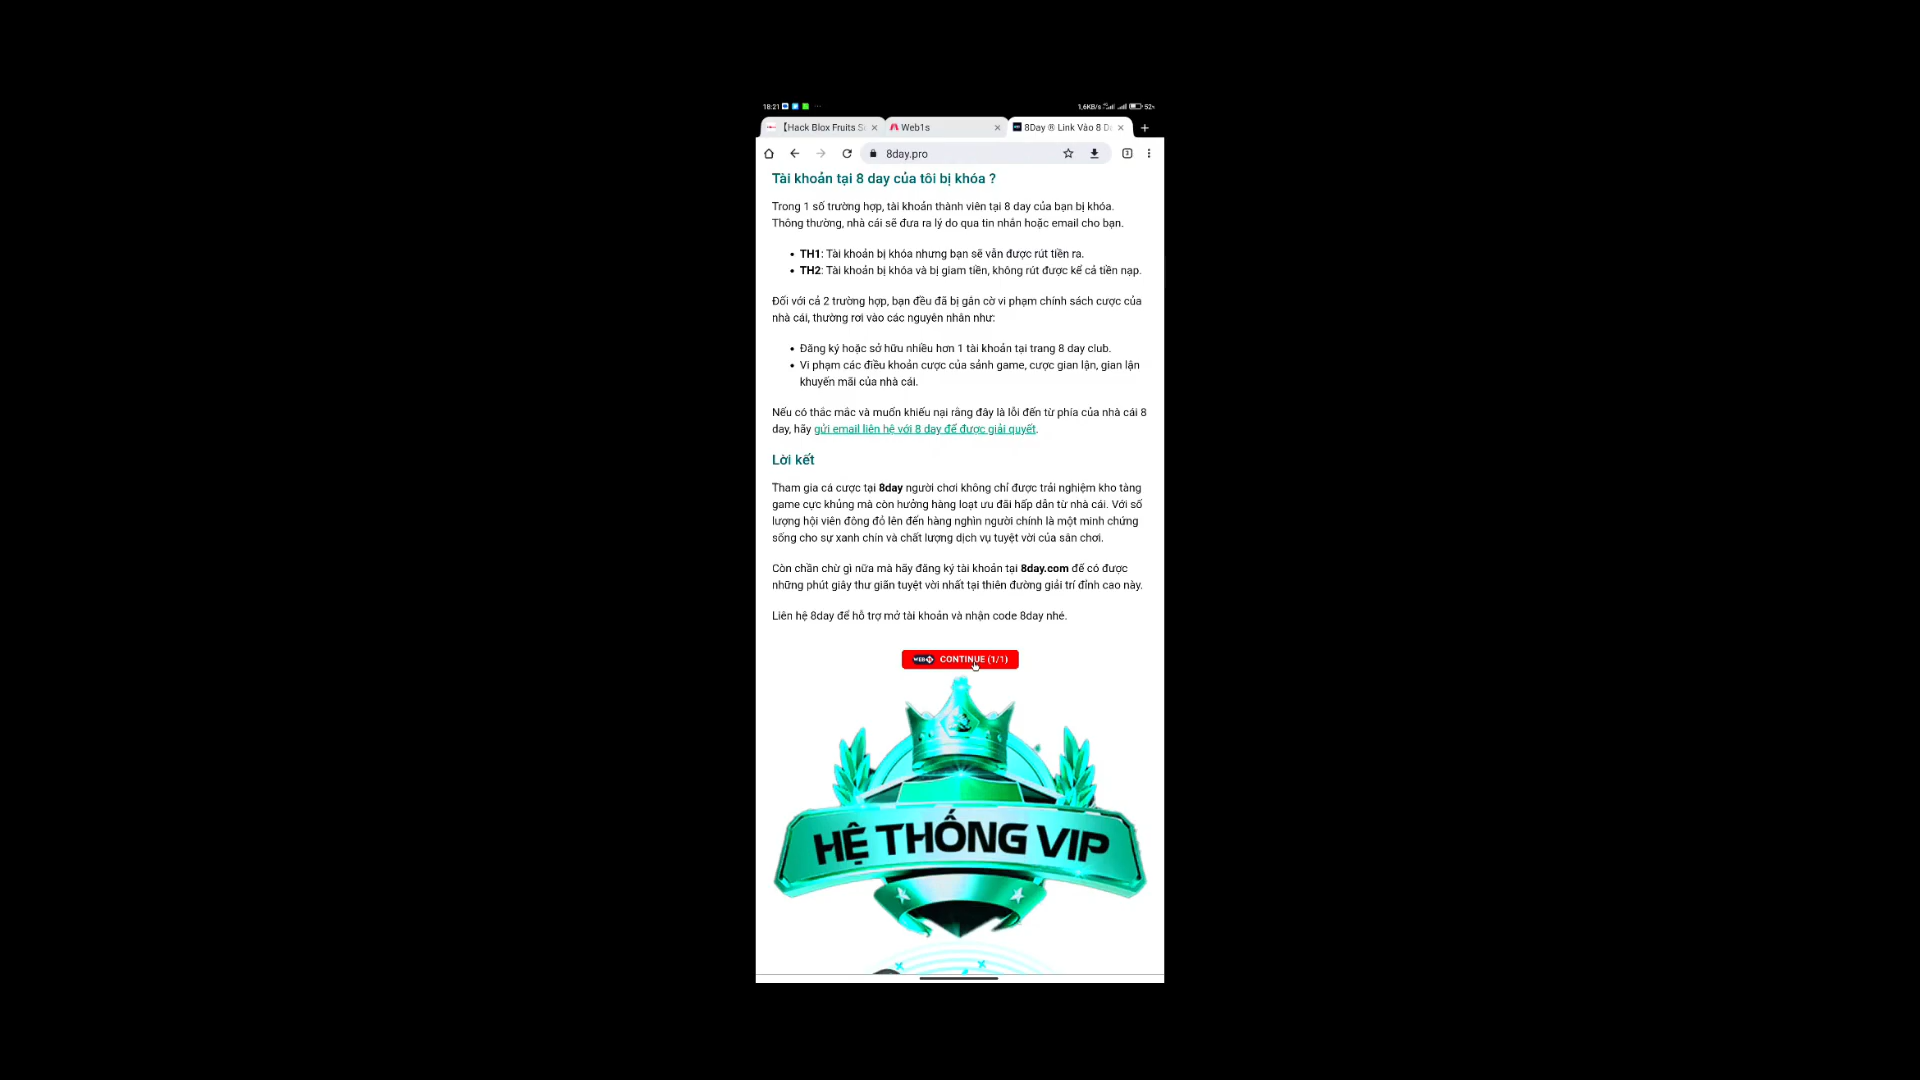 18:21 ··· 1,6KB/s 52%
【Hack Blox Fruits S
Web1s
8Day ® Link Vào 8 D
8day.pro
Tài khoản tại 8 day của tôi bị khóa ?
Trong 1 số trường hợp, tài khoản thành viên tại 8 day của bạn bị khóa.
Thông thường, nhà cái sẽ đưa ra lý do qua tin nhắn hoặc email cho bạn.
• TH1: Tài khoản bị khóa nhưng bạn sẽ vẫn được rút tiền ra.
• TH2: Tài khoản bị khóa và bị giam tiền, không rút được kể cả tiền nạp.
Đối với cả 2 trường hợp, bạn đều đã bị gắn cờ vi phạm chính sách cược của
nhà cái, thường rơi vào các nguyên nhân như:
• Đăng ký hoặc sở hữu nhiều hơn 1 tài khoản tại trang 8 day club.
• Vi phạm các điều khoản cược của sảnh game, cược gian lận, gian lận
khuyến mãi của nhà cái.
Nếu có thắc mắc và muốn khiếu nại rằng đây là lỗi đến từ phía của nhà cái 8
day, hãy gửi email liên hệ với 8 day để được giải quyết.
Lời kết
Tham gia cá cược tại 8day người chơi không chỉ được trải nghiệm kho tàng
game cực khủng mà còn hưởng hàng loạt ưu đãi hấp dẫn từ nhà cái. Với số
lượng hội viên đông đỏ lên đến hàng nghìn người chính là một minh chứng
sống cho sự xanh chín và chất lượng dịch vụ tuyệt vời của sân chơi.
Còn chần chừ gì nữa mà hãy đăng ký tài khoản tại 8day.com để có được
những phút giây thư giãn tuyệt vời nhất tại thiên đường giải trí đỉnh cao này.
Liên hệ 8day để hỗ trợ mở tài khoản và nhận code 8day nhé.
CONTINUE (1/1)
HỆ THỐNG VIP